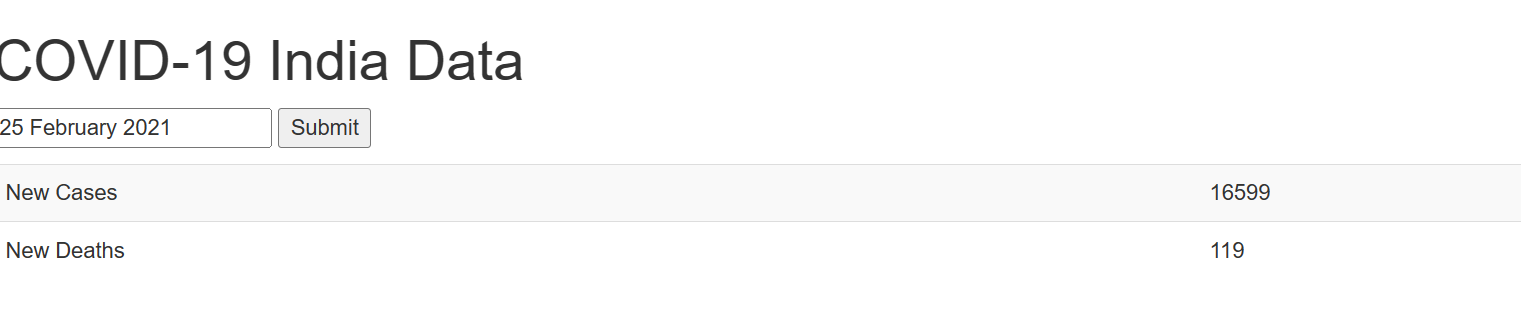 COVID-19 India Data
25 February 2021 Submit
New Cases 16599
New Deaths 119